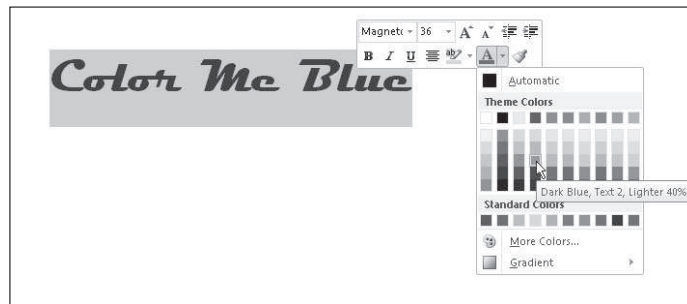 Magneto 36 A A
B I U ab A
Color Me Blue
Automatic
Theme Colors
Dark Blue, Text 2, Lighter 40%
Standard Colors
More Colors...
Gradient